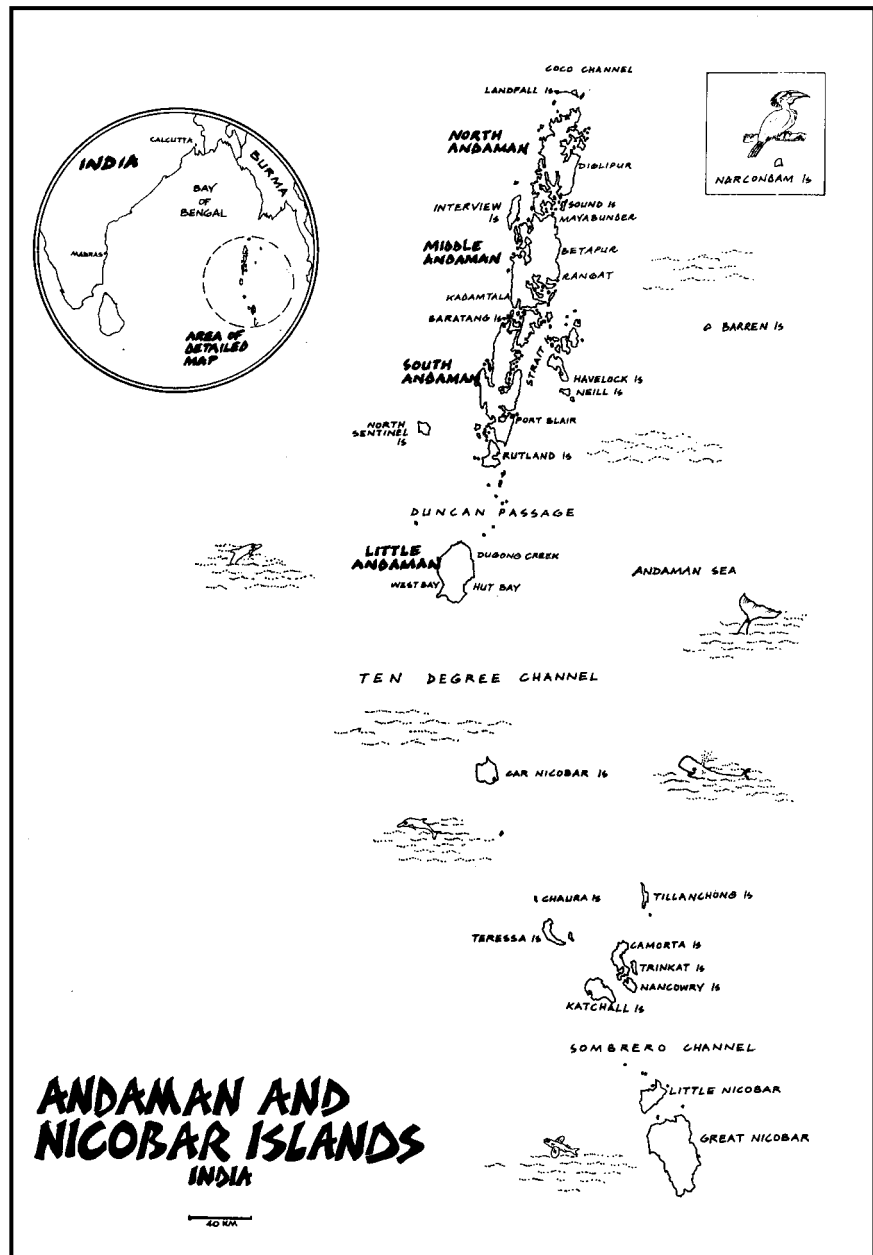 COCO CHANNEL
LANDFALL IS
NORTH
ANDAMAN
DIGLIPUR
NARCONDAM IS
CALCUTTA
INDIA
BURMA
BAY
OF
BENGAL
MADRAS
AREA OF
DETAILED
MAP
INTERVIEW
IS
SOUND IS
MAYABUNDER
MIDDLE
ANDAMAN
BETAPUR
RANGAT
KADAMTALA
BARATANG IS
BARREN IS
STRAIT
SOUTH
ANDAMAN
HAVELOCK IS
NEILL IS
PORT BLAIR
NORTH
SENTINEL
IS
RUTLAND IS
DUNCAN PASSAGE
LITTLE
ANDAMAN
DUGONG CREEK
WEST BAY
HUT BAY
ANDAMAN SEA
TEN DEGREE CHANNEL
CAR NICOBAR IS
CHAURA IS
TILLANCHONG IS
TERESSA IS
CAMORTA IS
TRINKAT IS
NANCOWRY IS
KATCHALL IS
SOMBRERO CHANNEL
LITTLE NICOBAR
GREAT NICOBAR
ANDAMAN AND
NICOBAR ISLANDS
INDIA
40 KM